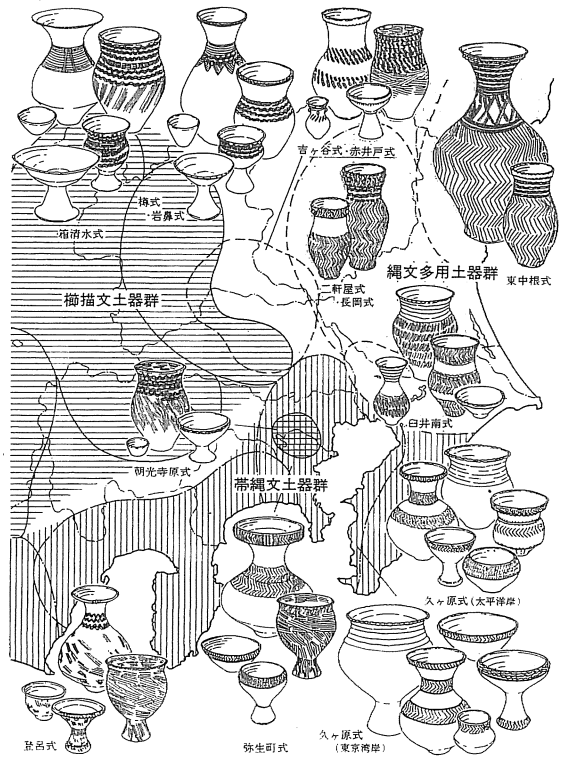 吉ヶ谷式・赤井戸式
樽式
・岩鼻式
箱清水式
東中根式
縄文多用土器群
二軒屋式
・長岡式
櫛描文土器群
臼井南式
朝光寺原式
帯縄文土器群
久ヶ原式(太平洋岸)
登呂式
弥生町式
久ヶ原式
(東京湾岸)